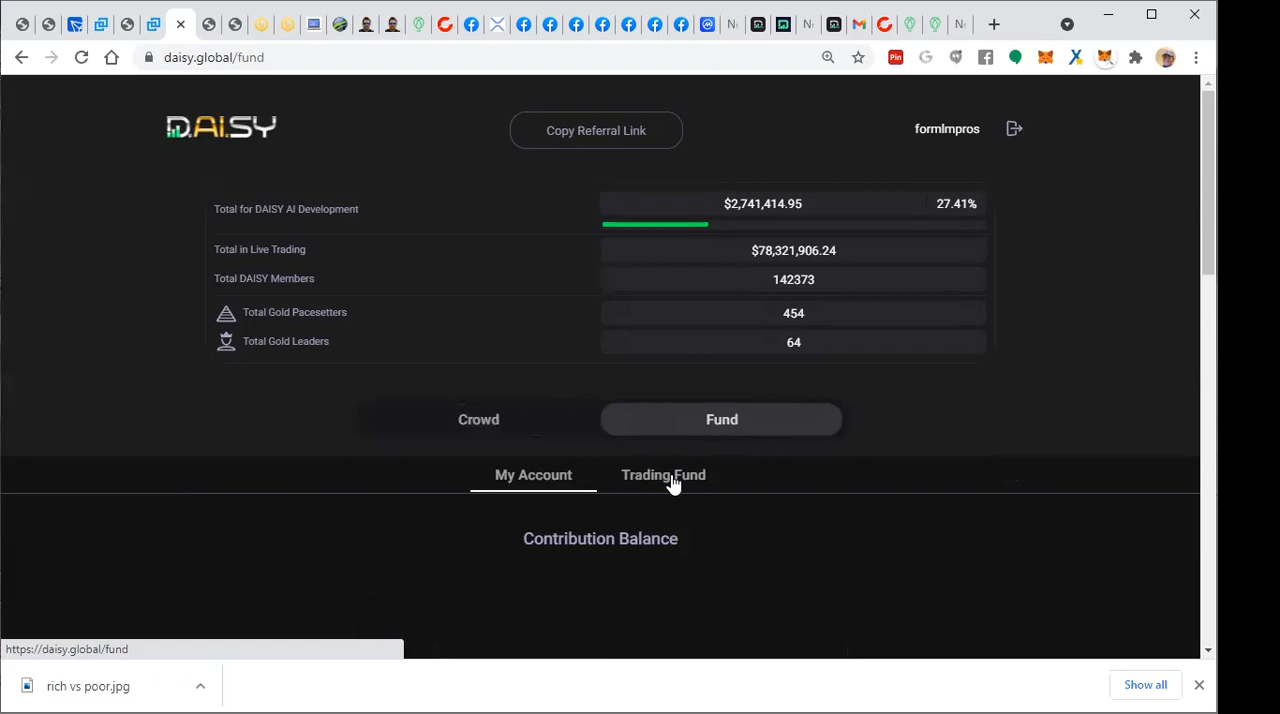 daisy.global/fund
D.AI.SY
Copy Referral Link
formImpros
Total for DAISY AI Development
$2,741,414.95
27.41%
Total in Live Trading
$78,321,906.24
Total DAISY Members
142373
Total Gold Pacesetters
454
Total Gold Leaders
64
Crowd
Fund
My Account
Trading Fund
Contribution Balance
https://daisy.global/fund
rich vs poor.jpg
Show all